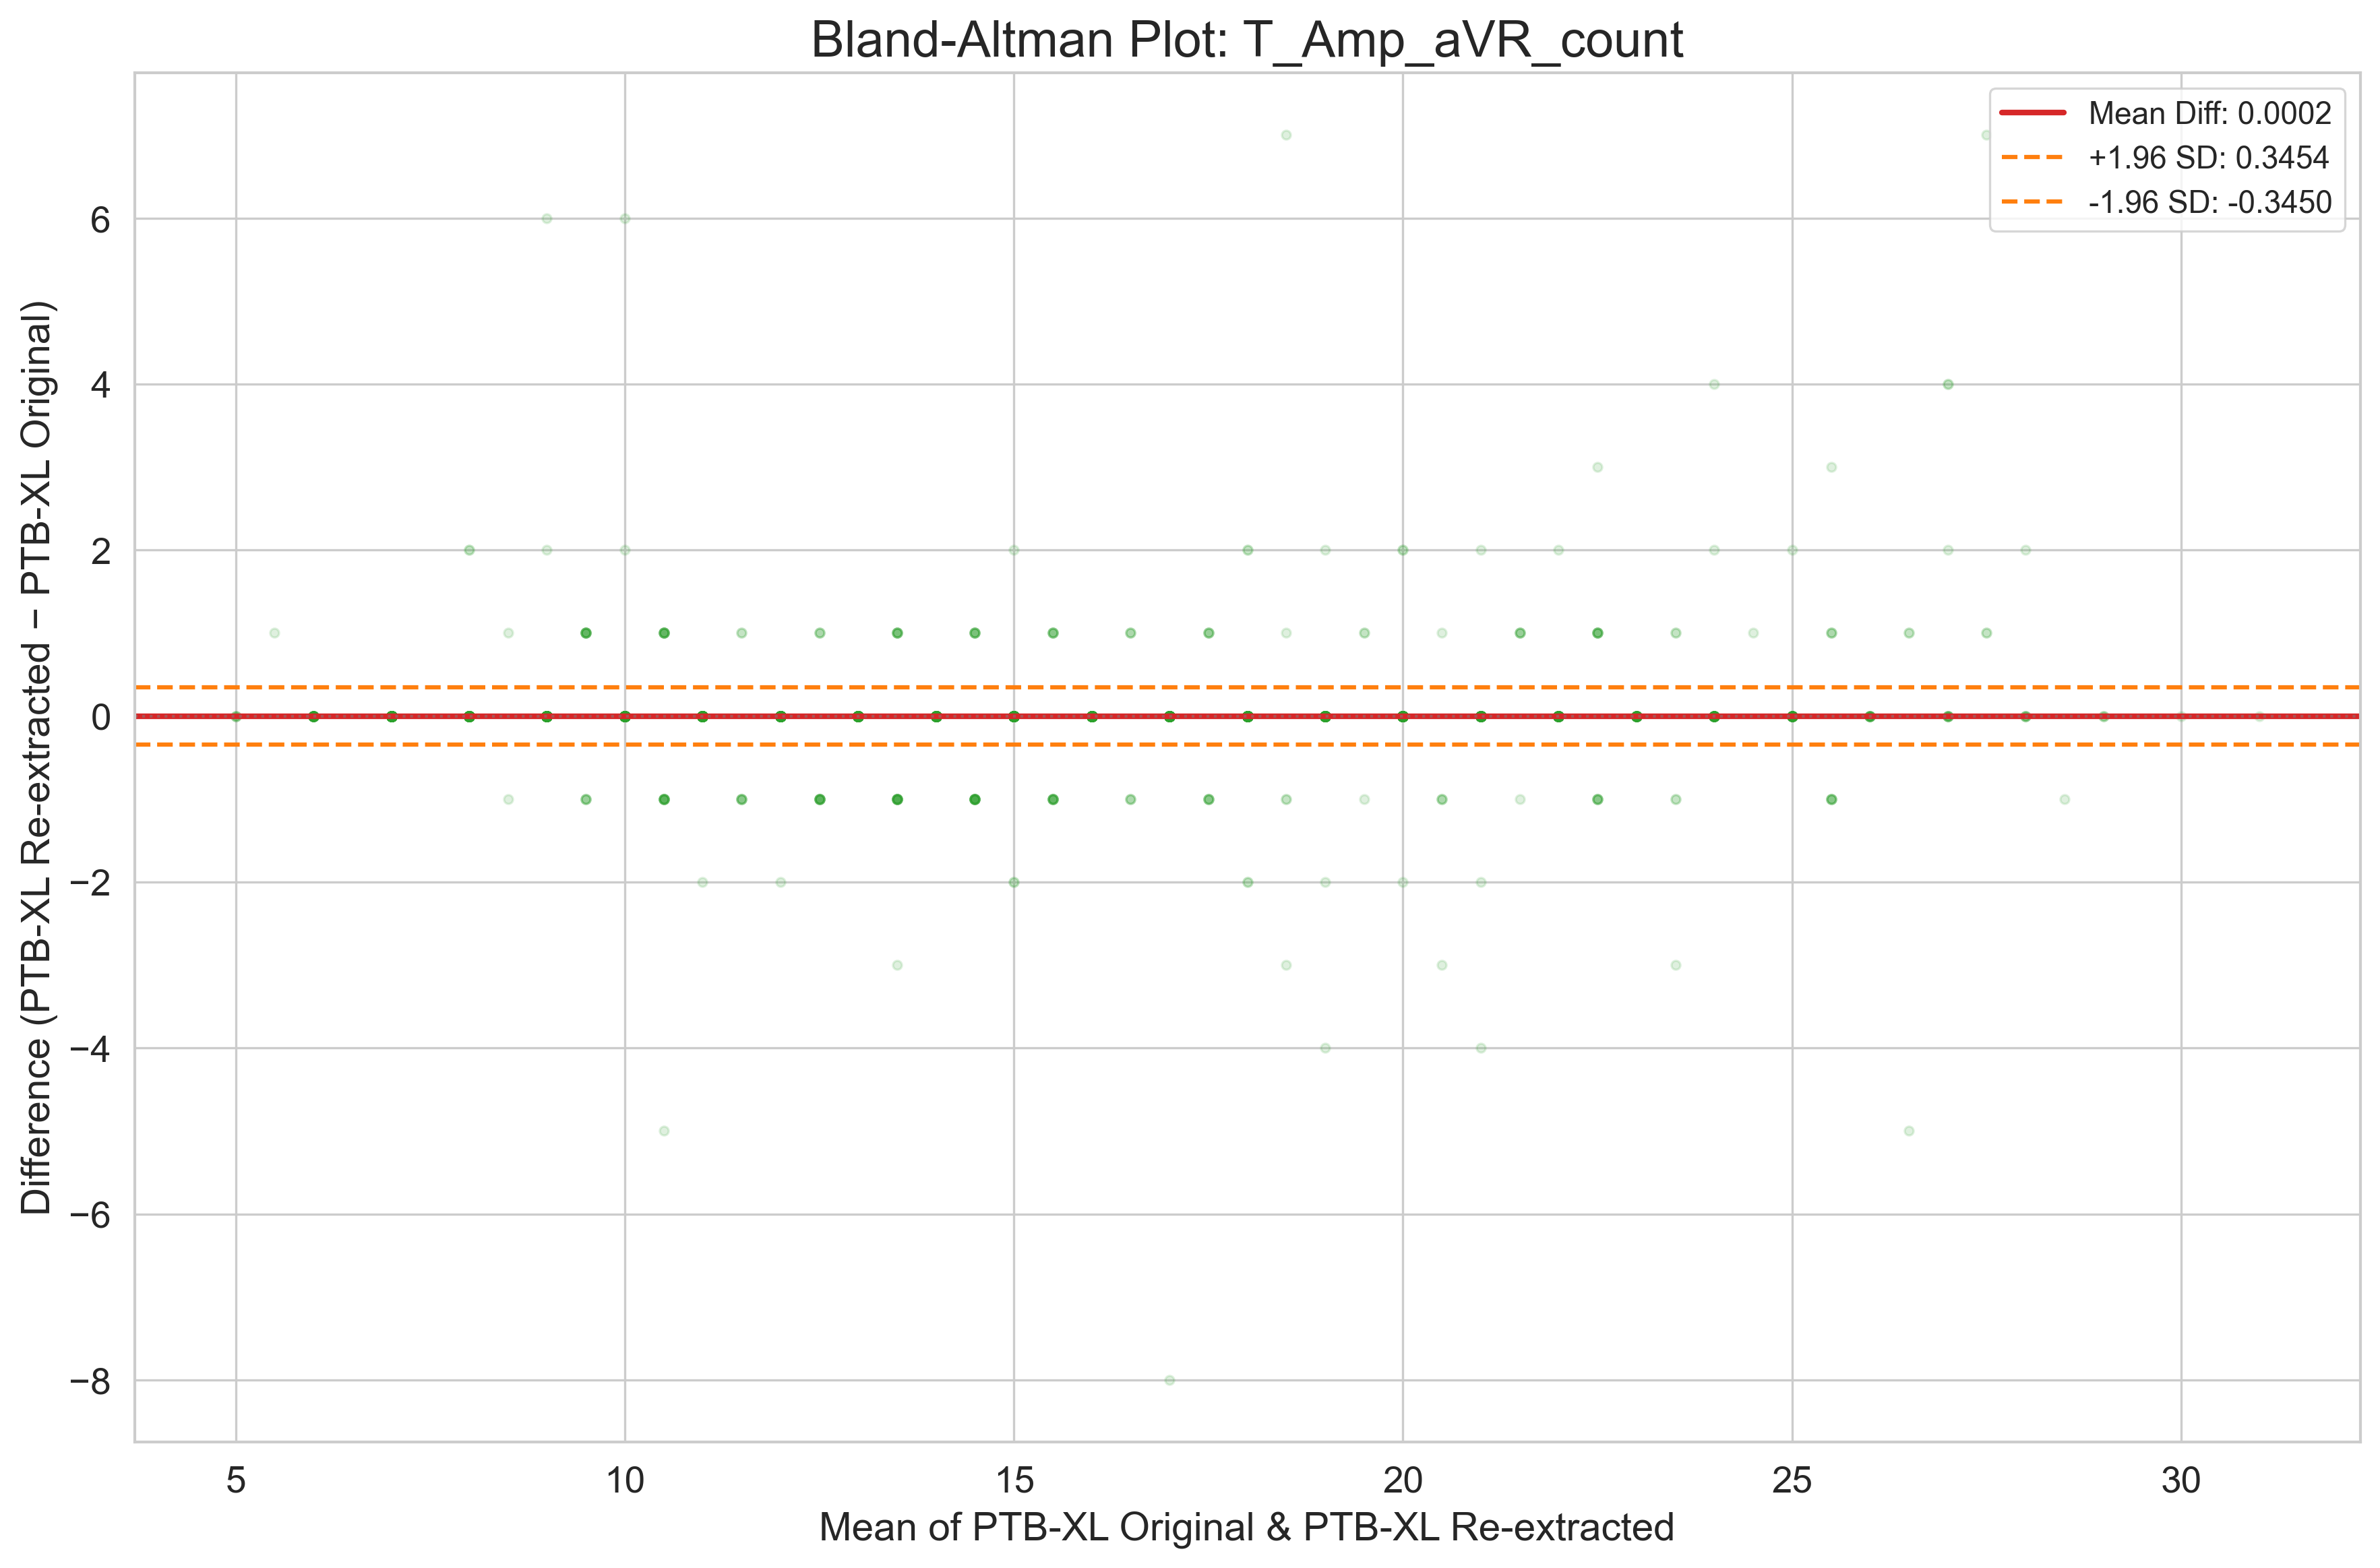 Bland-Altman Plot: T_Amp_aVR_count
Mean Diff: 0.0002
+1.96 SD: 0.3454
-1.96 SD: -0.3450
Difference (PTB-XL Re-extracted − PTB-XL Original)
6
4
2
0
−2
−4
−6
−8
5 10 15 20 25 30
Mean of PTB-XL Original & PTB-XL Re-extracted